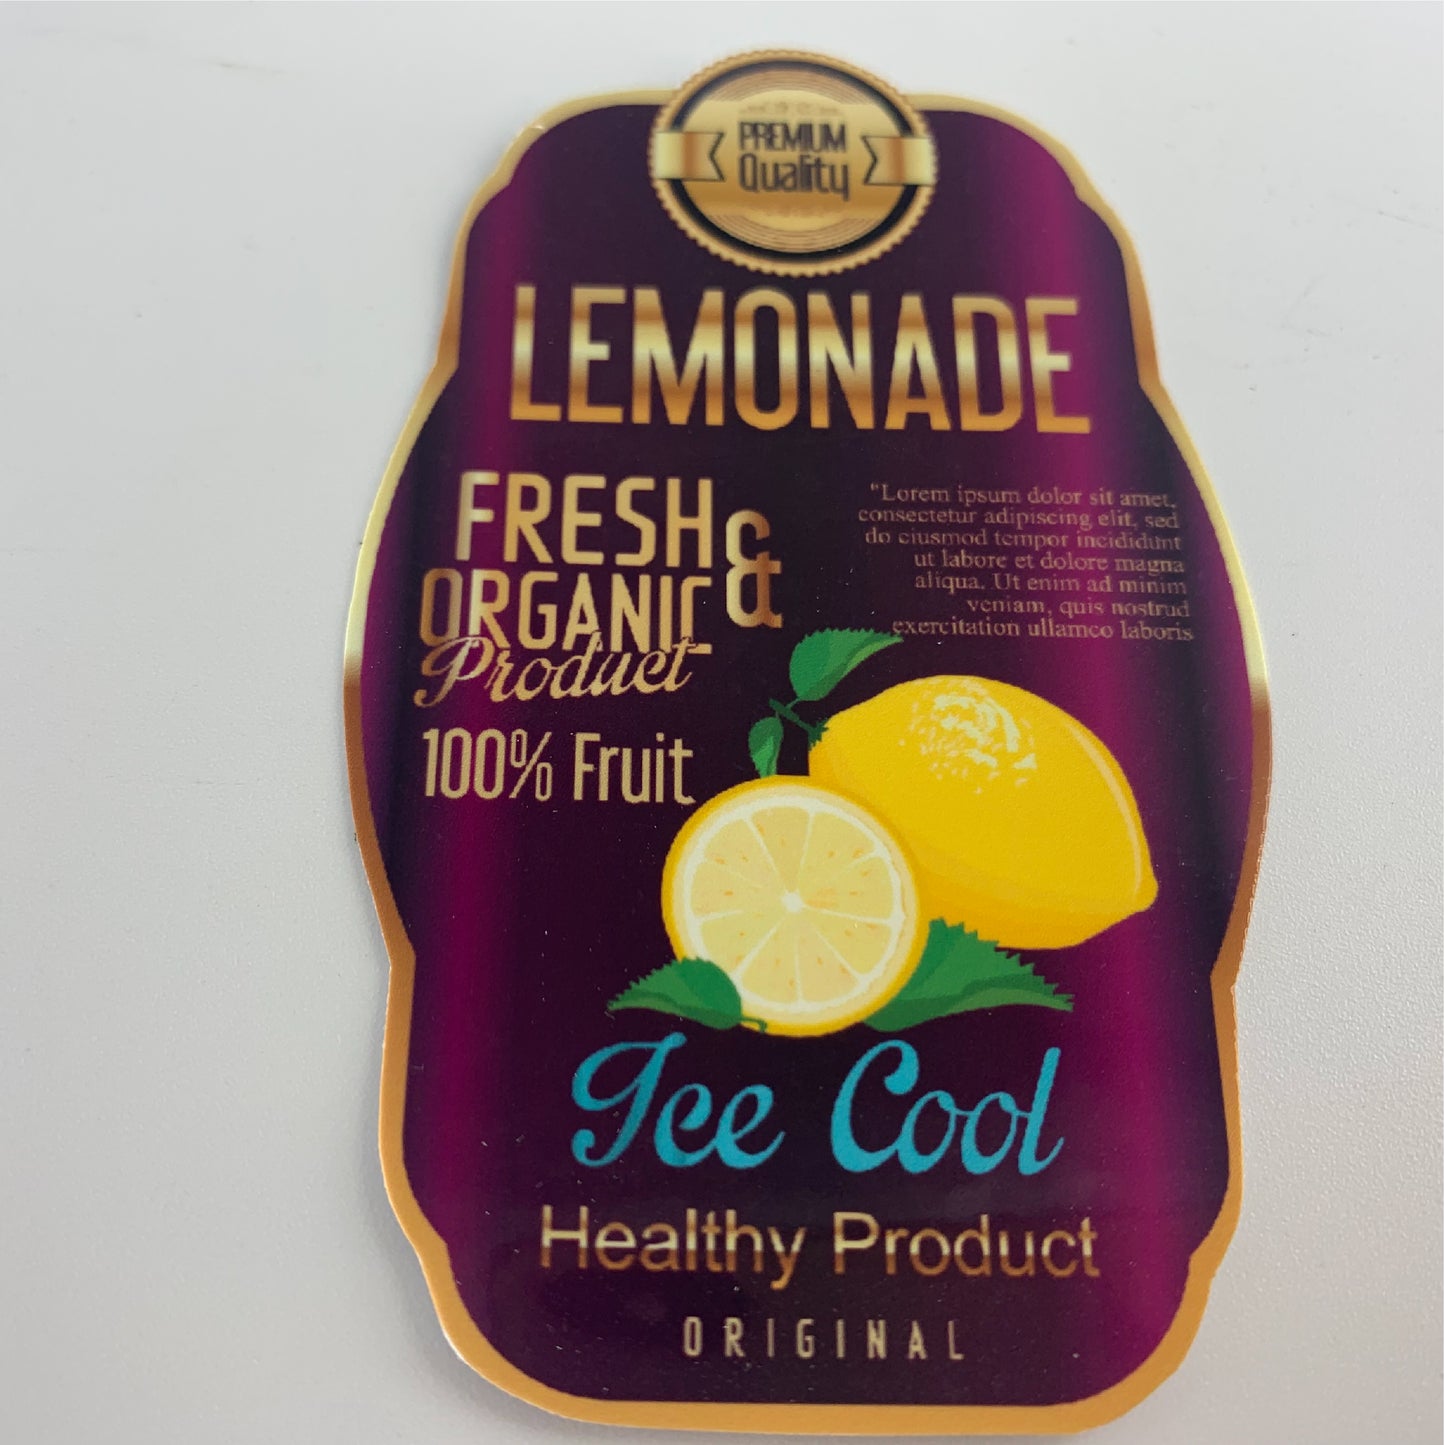 PREMIUM
Quality
LEMONADE
FRESH &
ORGANIC
Product
100% Fruit
"Lorem ipsum dolor sit amet,
consectetur adipiscing elit, sed
do eiusmod tempor incididunt
ut labore et dolore magna
aliqua. Ut enim ad minim
veniam, quis nostrud
exercitation ullamco laboris
Ice Cool
Healthy Product
ORIGINAL